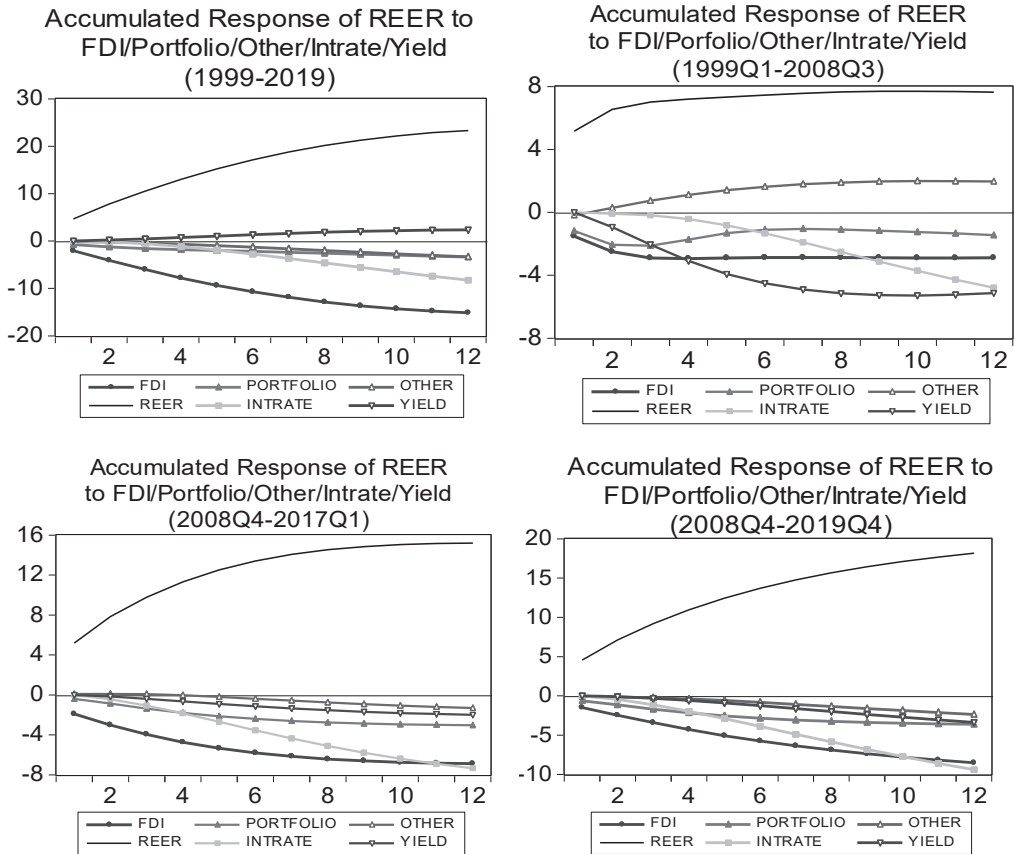 Accumulated Response of REER to
FDI/Portfolio/Other/Intrate/Yield
(1999-2019)
30
20
10
0
-10
-20
2 4 6 8 10 12
FDI PORTFOLIO OTHER
REER INTRATE YIELD
Accumulated Response of REER
to FDI/Porfolio/Other/Intrate/Yield
(1999Q1-2008Q3)
8
4
0
-4
-8
2 4 6 8 10 12
FDI PORTFOLIO OTHER
REER INTRATE YIELD
Accumulated Response of REER
to FDI/Portfolio/Other/Intrate/Yield
(2008Q4-2017Q1)
16
12
8
4
0
-4
-8
2 4 6 8 10 12
FDI PORTFOLIO OTHER
REER INTRATE YIELD
Accumulated Response of REER to
FDI/Portfolio/Other/Intrate/Yield
(2008Q4-2019Q4)
20
15
10
5
0
-5
-10
2 4 6 8 10 12
FDI PORTFOLIO OTHER
REER INTRATE YIELD